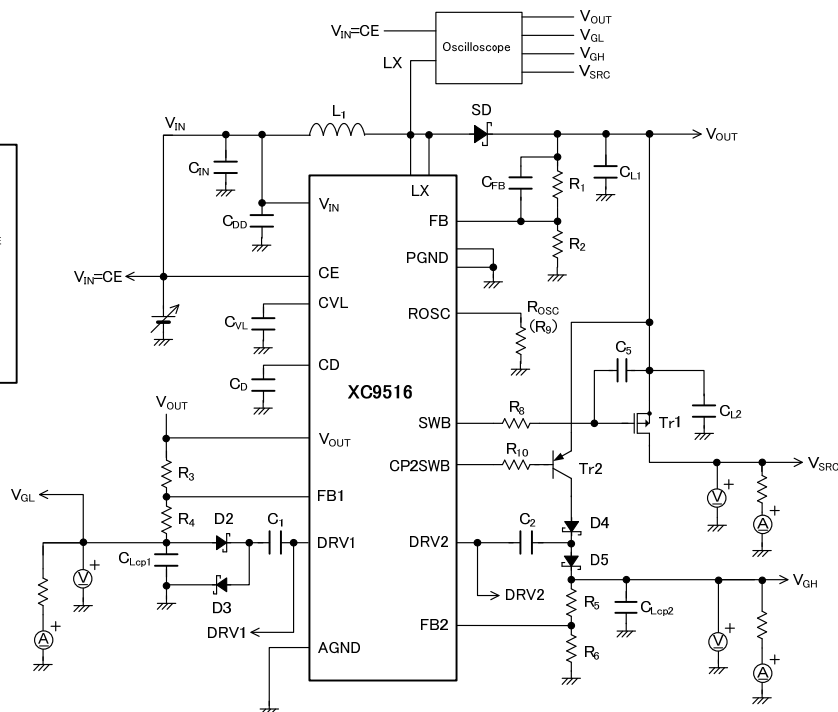 VOUT
VIN=CE
Oscilloscope
VGL
VGH
LX
VSRC
L1
SD
VIN
VOUT
CIN
CFB
R1
CL1
LX
VIN
CDD
FB
R2
PGND
VIN=CE
CE
CVL
ROSC
ROSC
(R9)
CVL
CD
C5
CD
XC9516
VOUT
R8
SWB
Tr1
CL2
VOUT
R10
CP2SWB
Tr2
VSRC
R3
VGL
FB1
V
+
A
+
R4
D2
C1
DRV1
DRV2
C2
D4
CLcp1
D5
V
+
VGH
D3
DRV2
R5
CLcp2
A
+
DRV1
FB2
V
+
AGND
R6
A
+